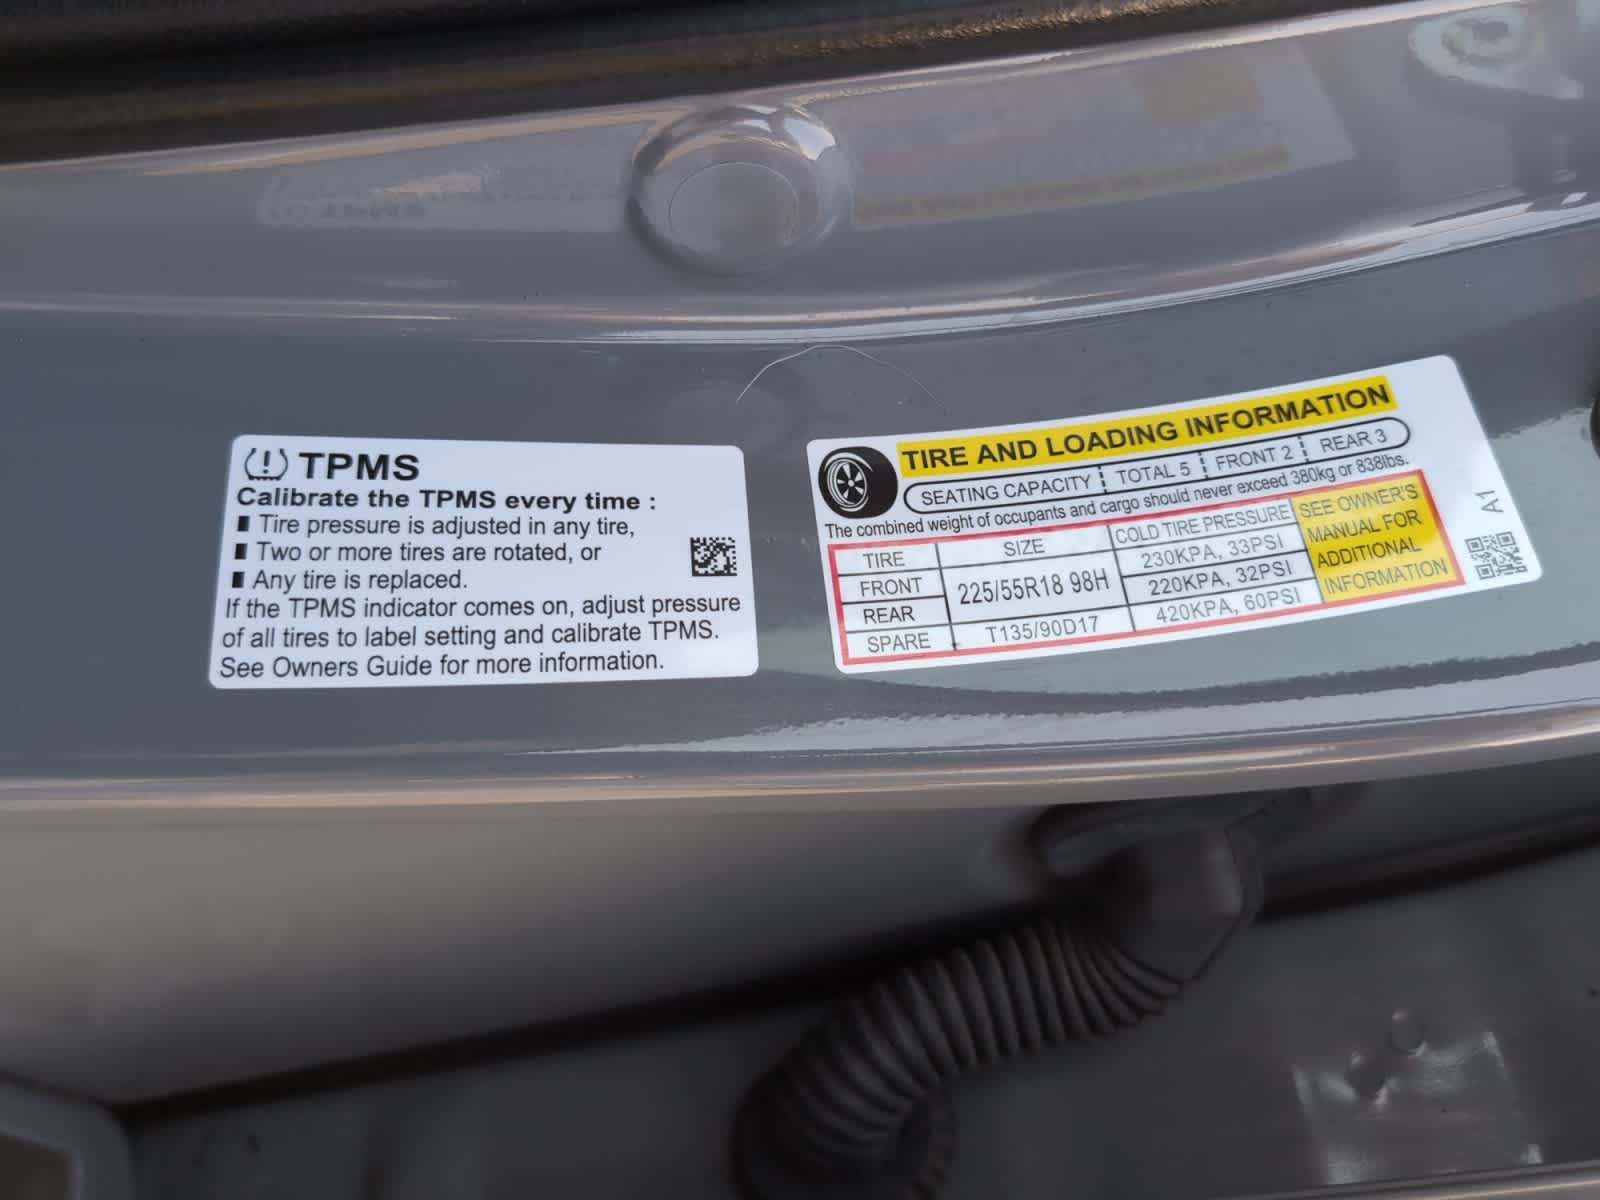 TPMS
Calibrate the TPMS every time :
Tire pressure is adjusted in any tire,
Two or more tires are rotated, or
Any tire is replaced.
If the TPMS indicator comes on, adjust pressure
of all tires to label setting and calibrate TPMS.
See Owners Guide for more information.
TIRE AND LOADING INFORMATION
SEATING CAPACITY TOTAL 5 FRONT 2 REAR 3
The combined weight of occupants and cargo should never exceed 380kg or 838lbs.
TIRE SIZE COLD TIRE PRESSURE
FRONT 225/55R18 98H 230KPA, 33PSI
REAR 220KPA, 32PSI
SPARE T135/90D17 420KPA, 60PSI
SEE OWNER'S
MANUAL FOR
ADDITIONAL
INFORMATION
A1